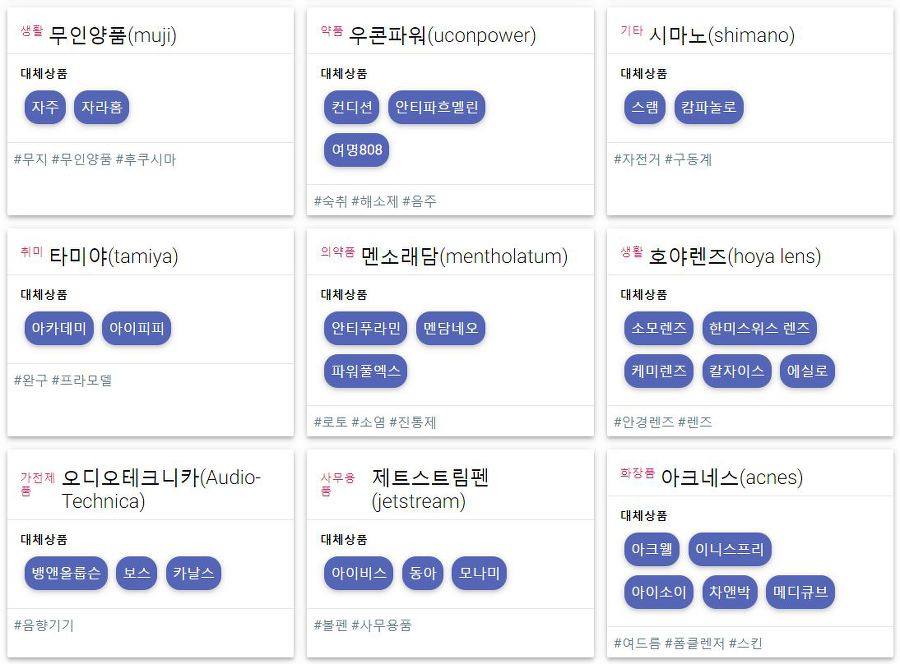 생활 무인양품(muji)
대체상품
자주 자라홈
#무지 #무인양품 #후쿠시마
약품 우콘파워(uconpower)
대체상품
컨디션 안티파흐멜린
여명808
#숙취 #해소제 #음주
기타 시마노(shimano)
대체상품
스램 캄파놀로
#자전거 #구동계
취미 타미야(tamiya)
대체상품
아카데미 아이피피
#완구 #프라모델
의약품 멘소래담(mentholatum)
대체상품
안티푸라민 멘담네오
파워풀엑스
#로토 #소염 #진통제
생활 호야렌즈(hoya lens)
대체상품
소모렌즈 한미스위스 렌즈
케미렌즈 칼자이스 에실로
#안경렌즈 #렌즈
가전제품 오디오테크니카(Audio-
Technica)
대체상품
뱅앤올룹슨 보스 카날스
#음향기기
사무용품 제트스트림펜
(jetstream)
대체상품
아이비스 동아 모나미
#볼펜 #사무용품
화장품 아크네스(acnes)
대체상품
아크웰 이니스프리
아이소이 차앤박 메디큐브
#여드름 #폼클렌저 #스킨